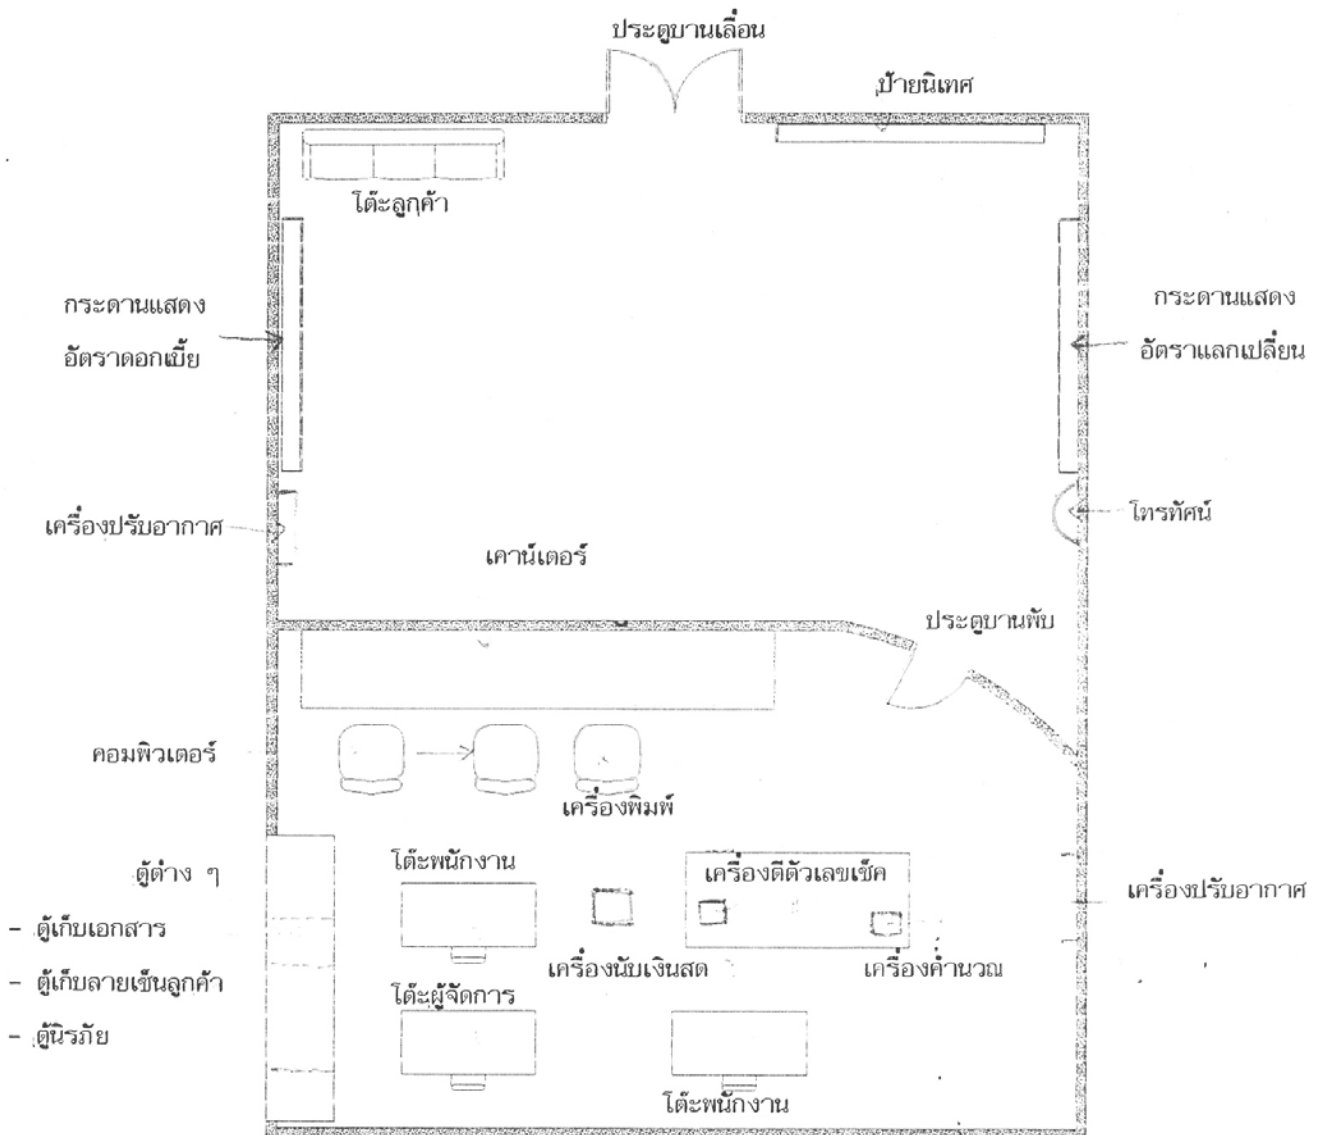 ประตูบานเลื่อน
ป้ายนิเทศ
โต๊ะลูกค้า
กระดานแสดง
อัตราดอกเบี้ย
กระดานแสดง
อัตราแลกเปลี่ยน
เครื่องปรับอากาศ
โทรทัศน์
เคาน์เตอร์
ประตูบานพับ
คอมพิวเตอร์
เครื่องพิมพ์
โต๊ะพนักงาน
เครื่องตีตัวเลขเช็ค
ตู้ต่าง ๆ
เครื่องปรับอากาศ
- ตู้เก็บเอกสาร
เครื่องนับเงินสด
เครื่องคำนวณ
- ตู้เก็บลายเซ็นลูกค้า
โต๊ะผู้จัดการ
- ตู้นิรภัย
โต๊ะพนักงาน